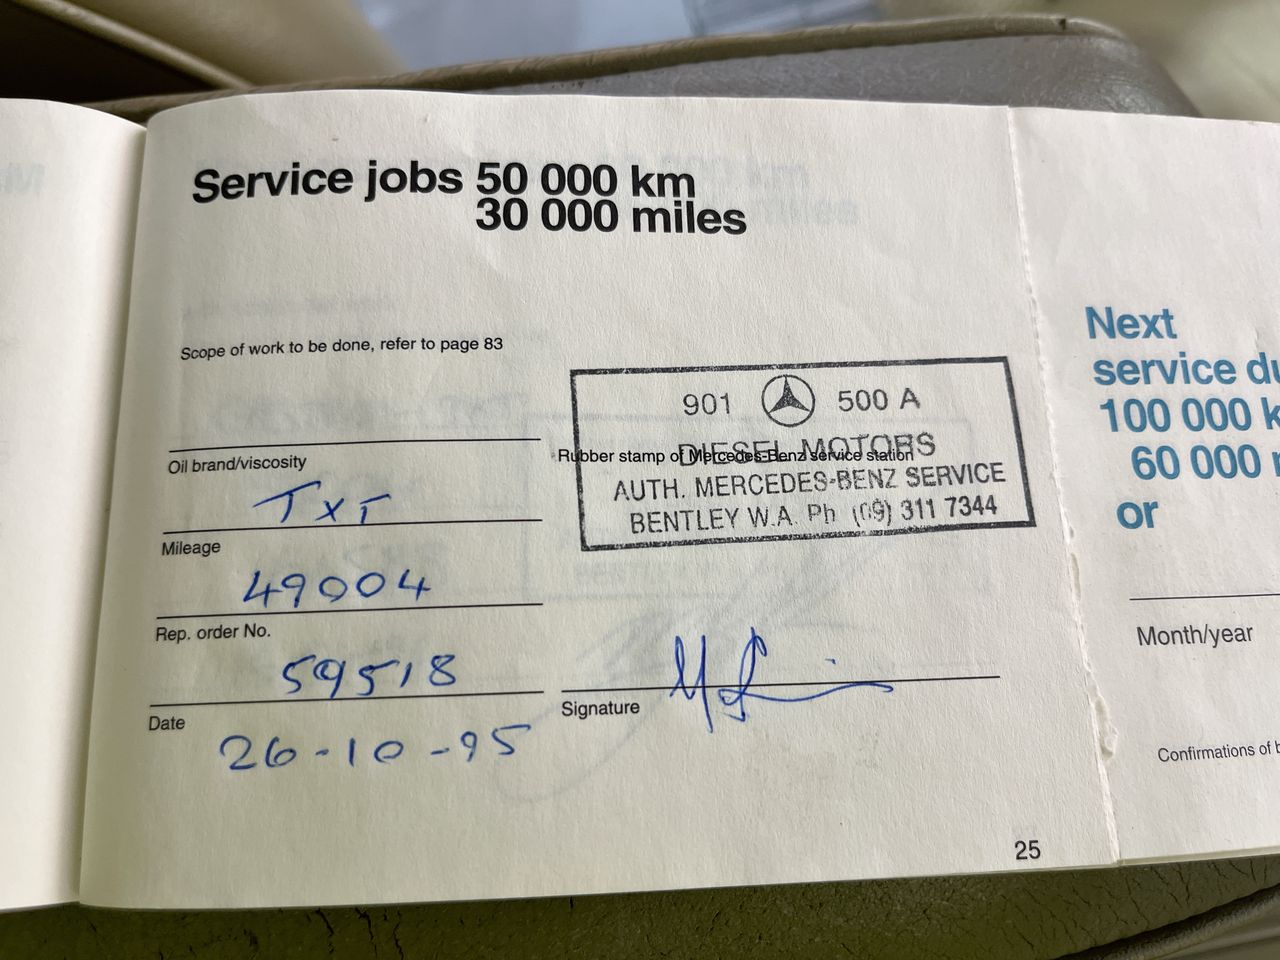 Service jobs 50 000 km
30 000 miles
Scope of work to be done, refer to page 83
Oil brand/viscosity
TXT
Mileage
49004
Rep. order No.
59518
Date
26-10-95
901 500 A
DIESEL MOTORS
Rubber stamp of Mercedes-Benz service station
AUTH. MERCEDES-BENZ SERVICE
BENTLEY W.A. Ph (09) 311 7344
Signature
25
Next
service du
100 000 k
60 000
or
Month/year
Confirmations of